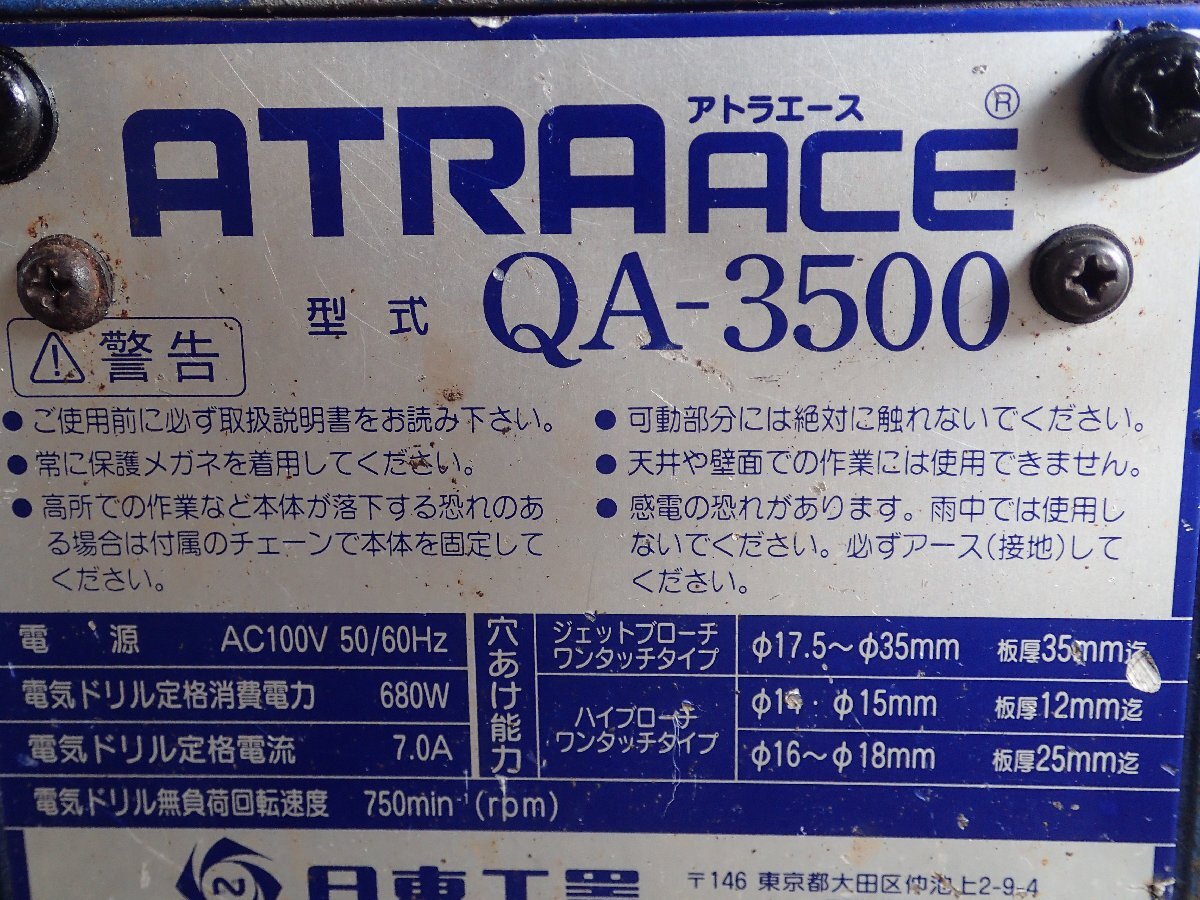 アトラエース
ATRA ACE ®
型式 QA-3500
⚠ 警告
● ご使用前に必ず取扱説明書をお読み下さい。
● 常に保護メガネを着用してください。
● 高所での作業など本体が落下する恐れのあ
る場合は付属のチェーンで本体を固定して
ください。
● 可動部分には絶対に触れないでください。
● 天井や壁面での作業には使用できません。
● 感電の恐れがあります。雨中では使用し
ないでください。必ずアース(接地)して
ください。
電源 AC100V 50/60Hz
電気ドリル定格消費電力 680W
電気ドリル定格電流 7.0A
電気ドリル無負荷回転速度 750min⁻¹(rpm)
穴あけ能力
ジェットブローチ
ワンタッチタイプ
φ17.5～φ35mm 板厚35mm迄
ハイブローチ
ワンタッチタイプ
φ14・φ15mm 板厚12mm迄
φ16～φ18mm 板厚25mm迄
日東工器
〒146 東京都大田区仲池上2-9-4